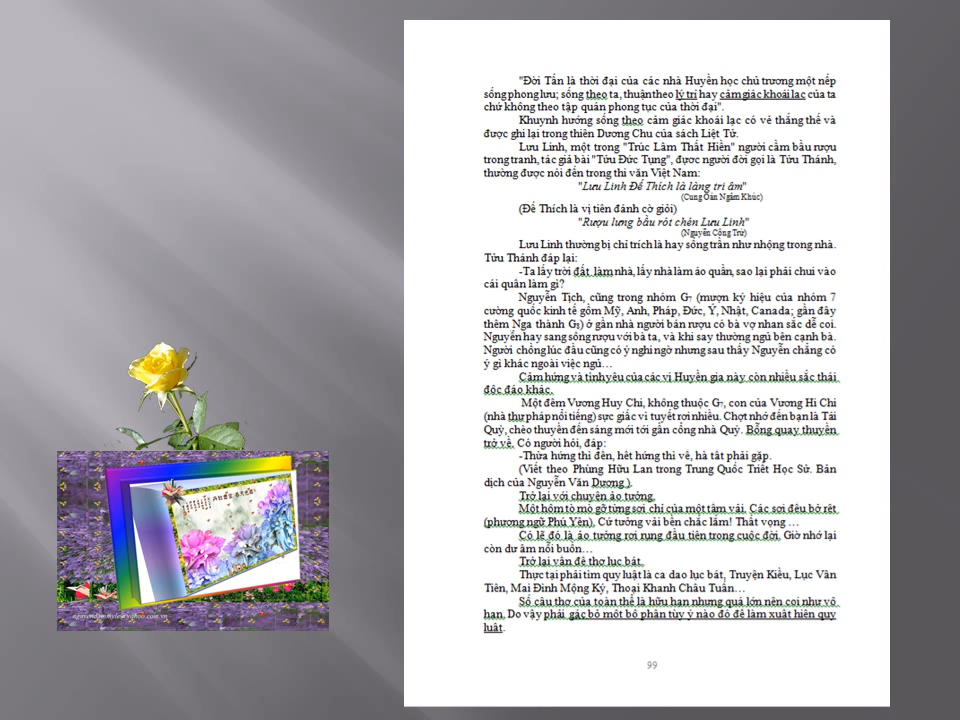 "Đời Tấn là thời đại của các nhà Huyền học chủ trương một nếp
sống phong lưu; sống theo ta, thuận theo lý trí hay cảm giác khoái lạc của ta
chứ không theo tập quán phong tục của thời đại".
Khuynh hướng sống theo cảm giác khoái lạc có vẻ thắng thế và
được ghi lại trong thiên Dương Chu của sách Liệt Tử.
Lưu Linh, một trong "Trúc Lâm Thất Hiền" người cầm bầu rượu
trong tranh, tác giả bài "Tửu Đức Tụng", đựơc người đời gọi là Tửu Thánh,
thường được nói đến trong thi văn Việt Nam:
"Lưu Linh Đế Thích là làng tri âm"
(Cung Oán Ngâm Khúc)
(Đế Thích là vị tiên đánh cờ giỏi)
"Rượu lưng bầu rót chén Lưu Linh"
(Nguyễn Công Trứ)
Lưu Linh thường bị chỉ trích là hay sống trần như nhộng trong nhà.
Tửu Thánh đáp lại:
-Ta lấy trời đất làm nhà, lấy nhà làm áo quần, sao lại phải chui vào
cái quần làm gì?
Nguyễn Tịch, cũng trong nhóm G7 (mượn ký hiệu của nhóm 7
cường quốc kinh tế gồm Mỹ, Anh, Pháp, Đức, Ý, Nhật, Canada; gần đây
thêm Nga thành G8) ở gần nhà người bán rượu có bà vợ nhan sắc dễ coi.
Nguyễn hay sang uống rượu với bà ta, và khi say thường ngủ bên cạnh bà.
Người chồng lúc đầu cũng có ý nghi ngờ nhưng sau thấy Nguyễn chẳng có
ý gì khác ngoài việc ngủ…
Cảm hứng và tình yêu của các vị Huyền gia này còn nhiều sắc thái
độc đáo khác.
Một đêm Vương Huy Chi, không thuộc G7, con của Vương Hi Chi
(nhà thư pháp nổi tiếng) sực giấc vì tuyết rơi nhiều. Chợt nhớ đến bạn là Tái
Quỳ, chèo thuyền đến sáng mới tới gần cổng nhà Quỳ. Bỗng quay thuyền
trở về. Có người hỏi, đáp:
-Thừa hứng thì đến, hết hứng thì về, hà tất phải gặp.
(Viết theo Phùng Hữu Lan trong Trung Quốc Triết Học Sử. Bản
dịch của Nguyễn Văn Dương ).
Trở lại với chuyện ảo tưởng.
Một hôm tò mò gỡ từng sợi chỉ của một tấm vải. Các sợi đều bở rệt
(phương ngữ Phú Yên). Cứ tưởng vải bền chắc lắm! Thất vọng …
Có lẽ đó là ảo tưởng rơi rụng đầu tiên trong cuộc đời. Giờ nhớ lại
còn dư âm nỗi buồn…
Trở lại vấn đề thơ lục bát.
Thực tại phải tìm quy luật là ca dao lục bát, Truyện Kiều, Lục Vân
Tiên, Mai Đình Mộng Ký, Thoại Khanh Châu Tuấn…
Số câu thơ của toàn thể là hữu hạn nhưng quá lớn nên coi như vô
hạn. Do vậy phải gác bỏ một bộ phận tùy ý nào đó để làm xuất hiện quy
luật.
99